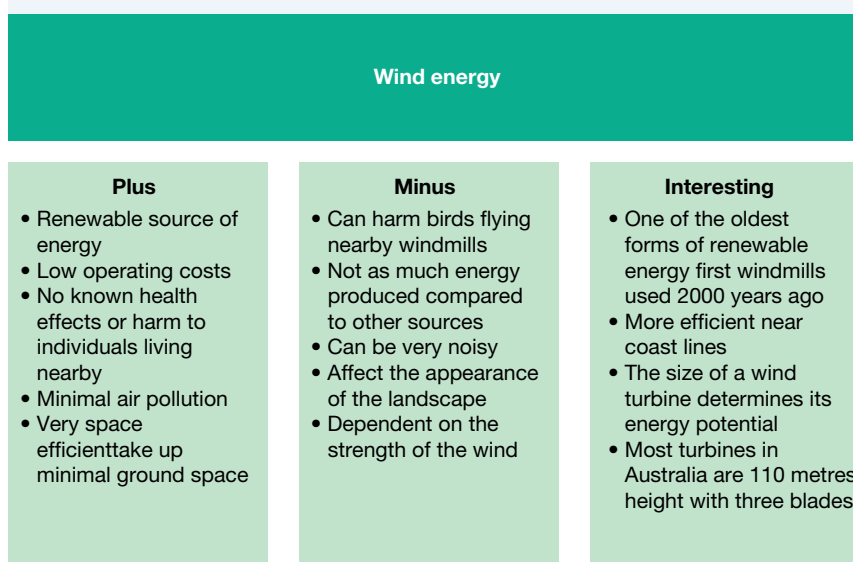 Wind energy
Plus
• Renewable source of
energy
• Low operating costs
• No known health
effects or harm to
individuals living
nearby
• Minimal air pollution
• Very space
efficienttake up
minimal ground space
Minus
• Can harm birds flying
nearby windmills
• Not as much energy
produced compared
to other sources
• Can be very noisy
• Affect the appearance
of the landscape
• Dependent on the
strength of the wind
Interesting
• One of the oldest
forms of renewable
energy first windmills
used 2000 years ago
• More efficient near
coast lines
• The size of a wind
turbine determines its
energy potential
• Most turbines in
Australia are 110 metres
height with three blades